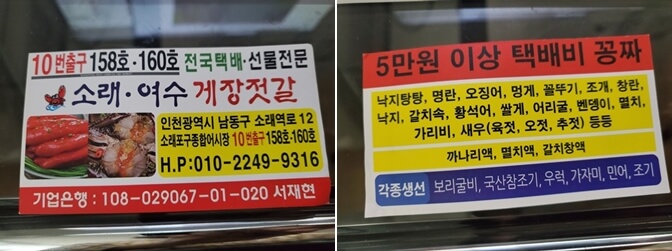 10번출구 158호·160호 전국택배·선물전문
소래·여수 게장젓갈
인천광역시 남동구 소래역로 12
소래포구종합어시장 10번출구 158호·160호
H.P:010-2249-9316
기업은행 : 108-029067-01-020 서재현
5만원 이상 택배비 꽁짜
낙지탕탕, 명란, 오징어, 멍게, 꼴뚜기, 조개, 창란,
낙지, 갈치속, 황석어, 쌀게, 어리굴, 벤뎅이, 멸치,
가리비, 새우(육젓, 오젓, 추젓) 등등
까나리액, 멸치액, 갈치창액
각종생선 보리굴비, 국산참조기, 우럭, 가자미, 민어, 조기